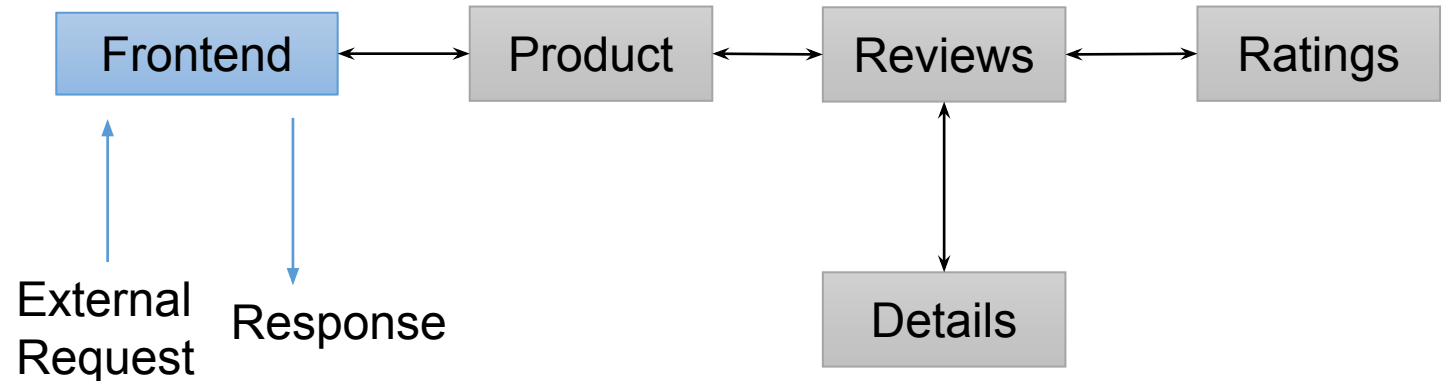 Frontend
Product
Reviews
Ratings
External
Request
Response
Details